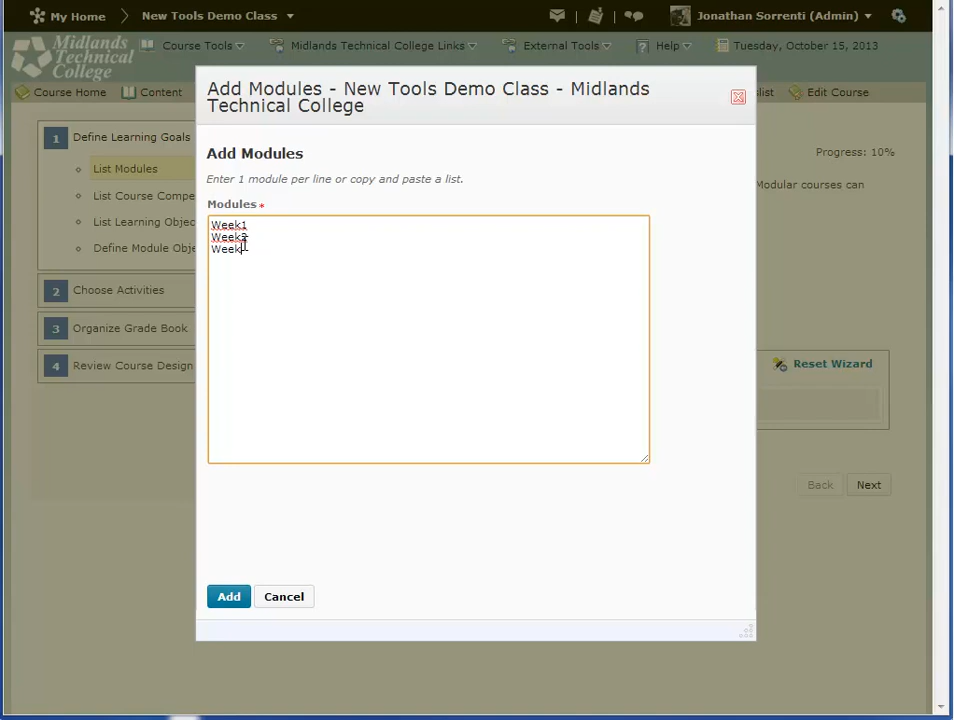 My Home
New Tools Demo Class
Jonathan Sorrenti (Admin)
Midlands
Technical
College
Course Tools
Midlands Technical College Links
External Tools
Help
Tuesday, October 15, 2013
Course Home
Content
Edit Course
Add Modules - New Tools Demo Class - Midlands
Technical College
1 Define Learning Goals
List Modules
List Course Compe
List Learning Objec
Define Module Obje
2 Choose Activities
3 Organize Grade Book
4 Review Course Design
Add Modules
Enter 1 module per line or copy and paste a list.
Modules *
Week1
Week2
Week
Progress: 10%
Modular courses can
Reset Wizard
Back
Next
Add
Cancel